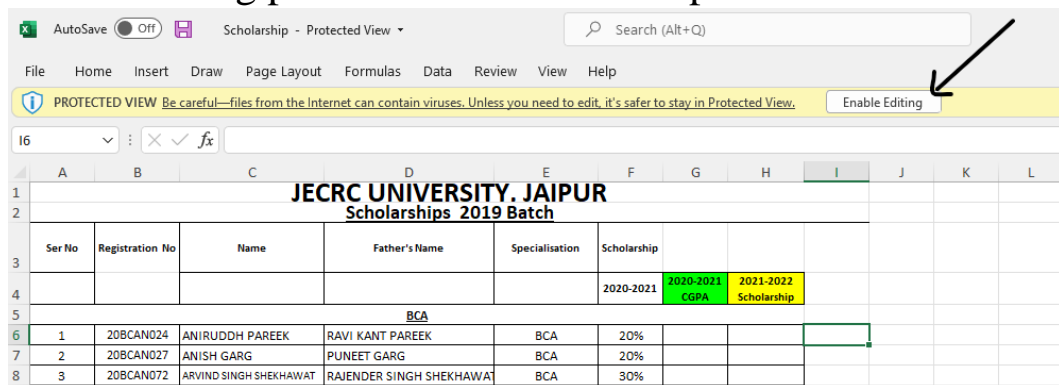 AutoSave Off Scholarship - Protected View Search (Alt+Q)
File Home Insert Draw Page Layout Formulas Data Review View Help
PROTECTED VIEW Be careful—files from the Internet can contain viruses. Unless you need to edit, it's safer to stay in Protected View. Enable Editing
I6 fx
A B C D E F G H I J K L
1 JECRC UNIVERSITY. JAIPUR
2 Scholarships 2019 Batch
3 Ser No Registration No Name Father's Name Specialisation Scholarship
4 2020-2021 2020-2021 CGPA 2021-2022 Scholarship
5 BCA
6 1 20BCAN024 ANIRUDDH PAREEK RAVI KANT PAREEK BCA 20%
7 2 20BCAN027 ANISH GARG PUNEET GARG BCA 20%
8 3 20BCAN072 ARVIND SINGH SHEKHAWAT RAJENDER SINGH SHEKHAWAT BCA 30%